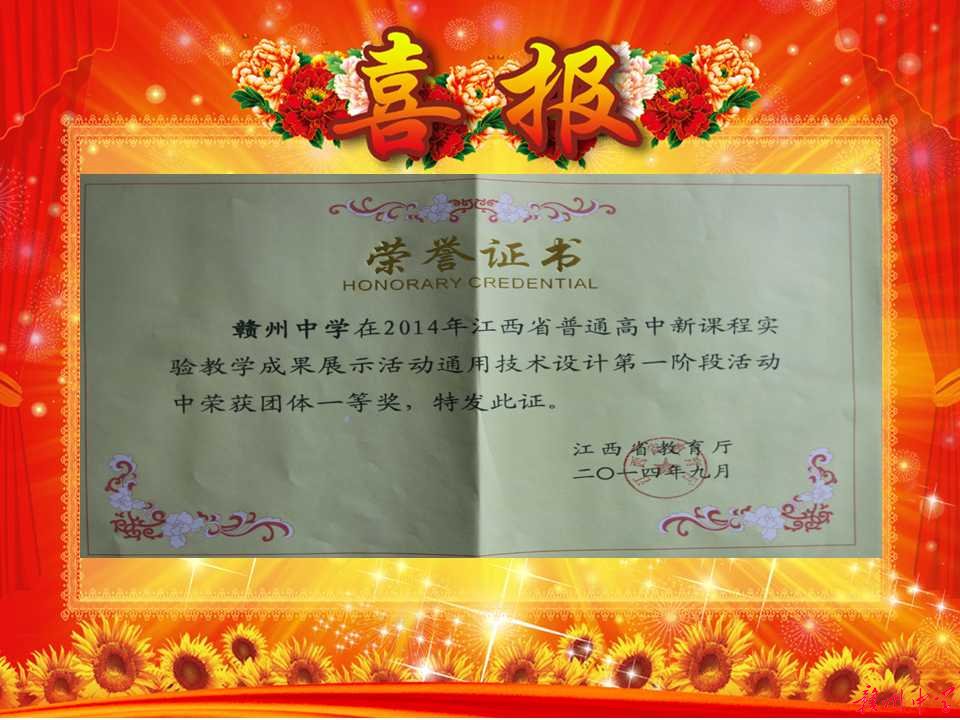 喜报
荣誉证书
HONORARY CREDENTIAL
赣州中学在2014年江西省普通高中新课程实
验教学成果展示活动通用技术设计第一阶段活动
中荣获团体一等奖，特发此证。
江西省教育厅
二〇一四年九月
赣州中学